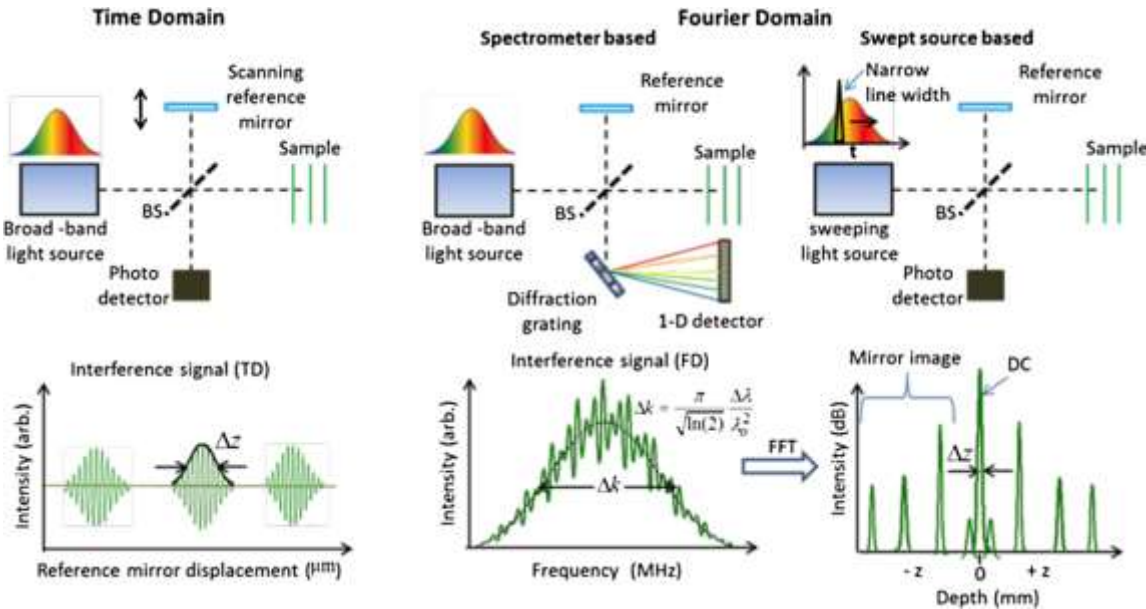 Time Domain
Fourier Domain
Spectrometer based
Swept source based
Scanning
reference
mirror
Sample
BS
Broad -band
light source
Photo
detector
Reference
mirror
Sample
BS
Broad -band
light source
Diffraction
grating
1-D detector
Narrow
line width
t
Reference
mirror
Sample
BS
sweeping
light source
Photo
detector
Interference signal (TD)
Δz
Intensity (arb.)
Reference mirror displacement (μm)
Interference signal (FD)
Δk = π/√ln(2) Δλ/λ₀²
Δk
Intensity (arb.)
Frequency (MHz)
FFT
Mirror image
DC
Δz
Intensity (dB)
- z
0
+ z
Depth (mm)